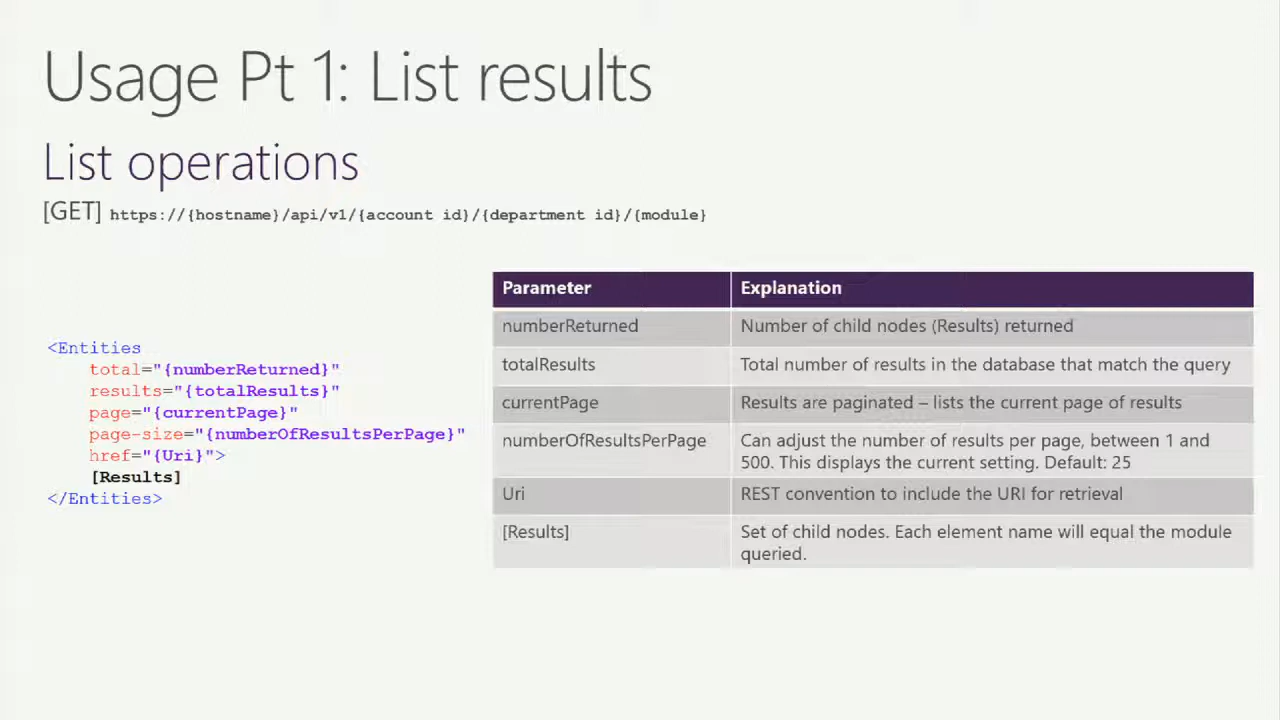 Usage Pt 1: List results
List operations
[GET] https://{hostname}/api/v1/{account id}/{department id}/{module}
<Entities
total="{numberReturned}"
results="{totalResults}"
page="{currentPage}"
page-size="{numberOfResultsPerPage}"
href="{Uri}">
[Results]
</Entities>
Parameter Explanation
numberReturned Number of child nodes (Results) returned
totalResults Total number of results in the database that match the query
currentPage Results are paginated – lists the current page of results
numberOfResultsPerPage Can adjust the number of results per page, between 1 and
500. This displays the current setting. Default: 25
Uri REST convention to include the URI for retrieval
[Results] Set of child nodes. Each element name will equal the module
queried.